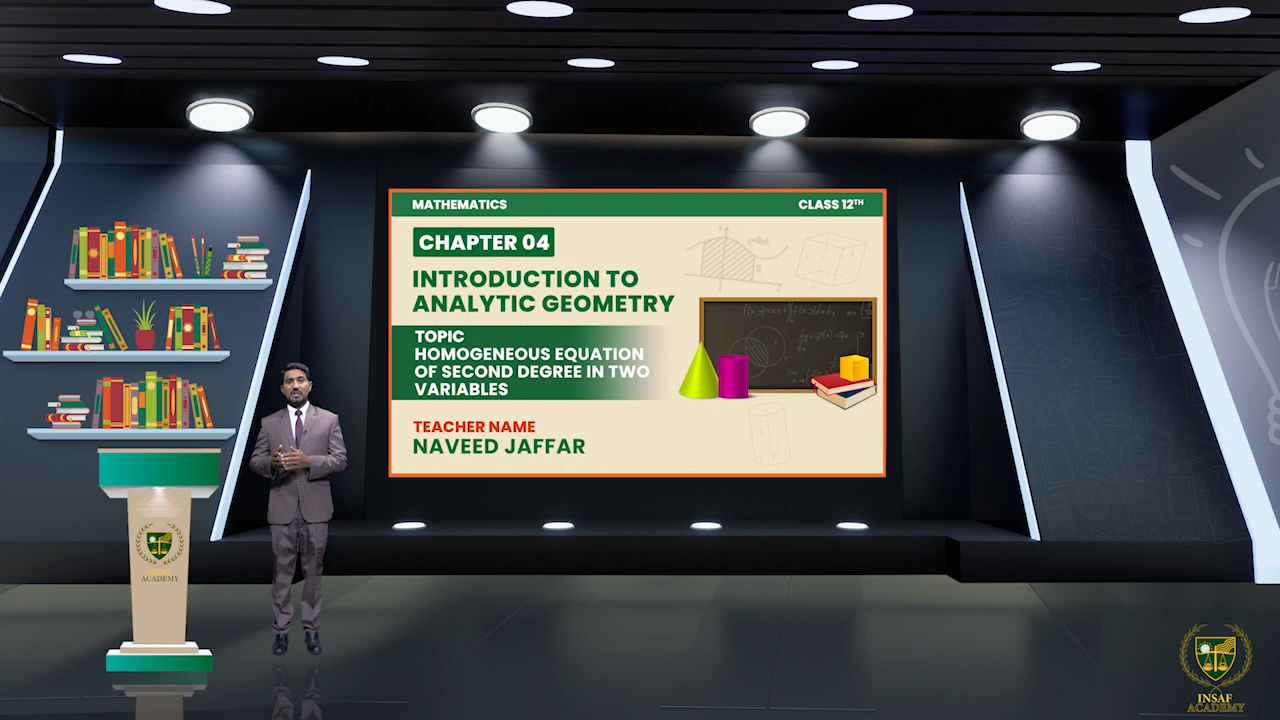 MATHEMATICS
CLASS 12TH
CHAPTER 04
INTRODUCTION TO
ANALYTIC GEOMETRY
TOPIC
HOMOGENEOUS EQUATION
OF SECOND DEGREE IN TWO
VARIABLES
TEACHER NAME
NAVEED JAFFAR
INSAF
ACADEMY
INSAF
ACADEMY